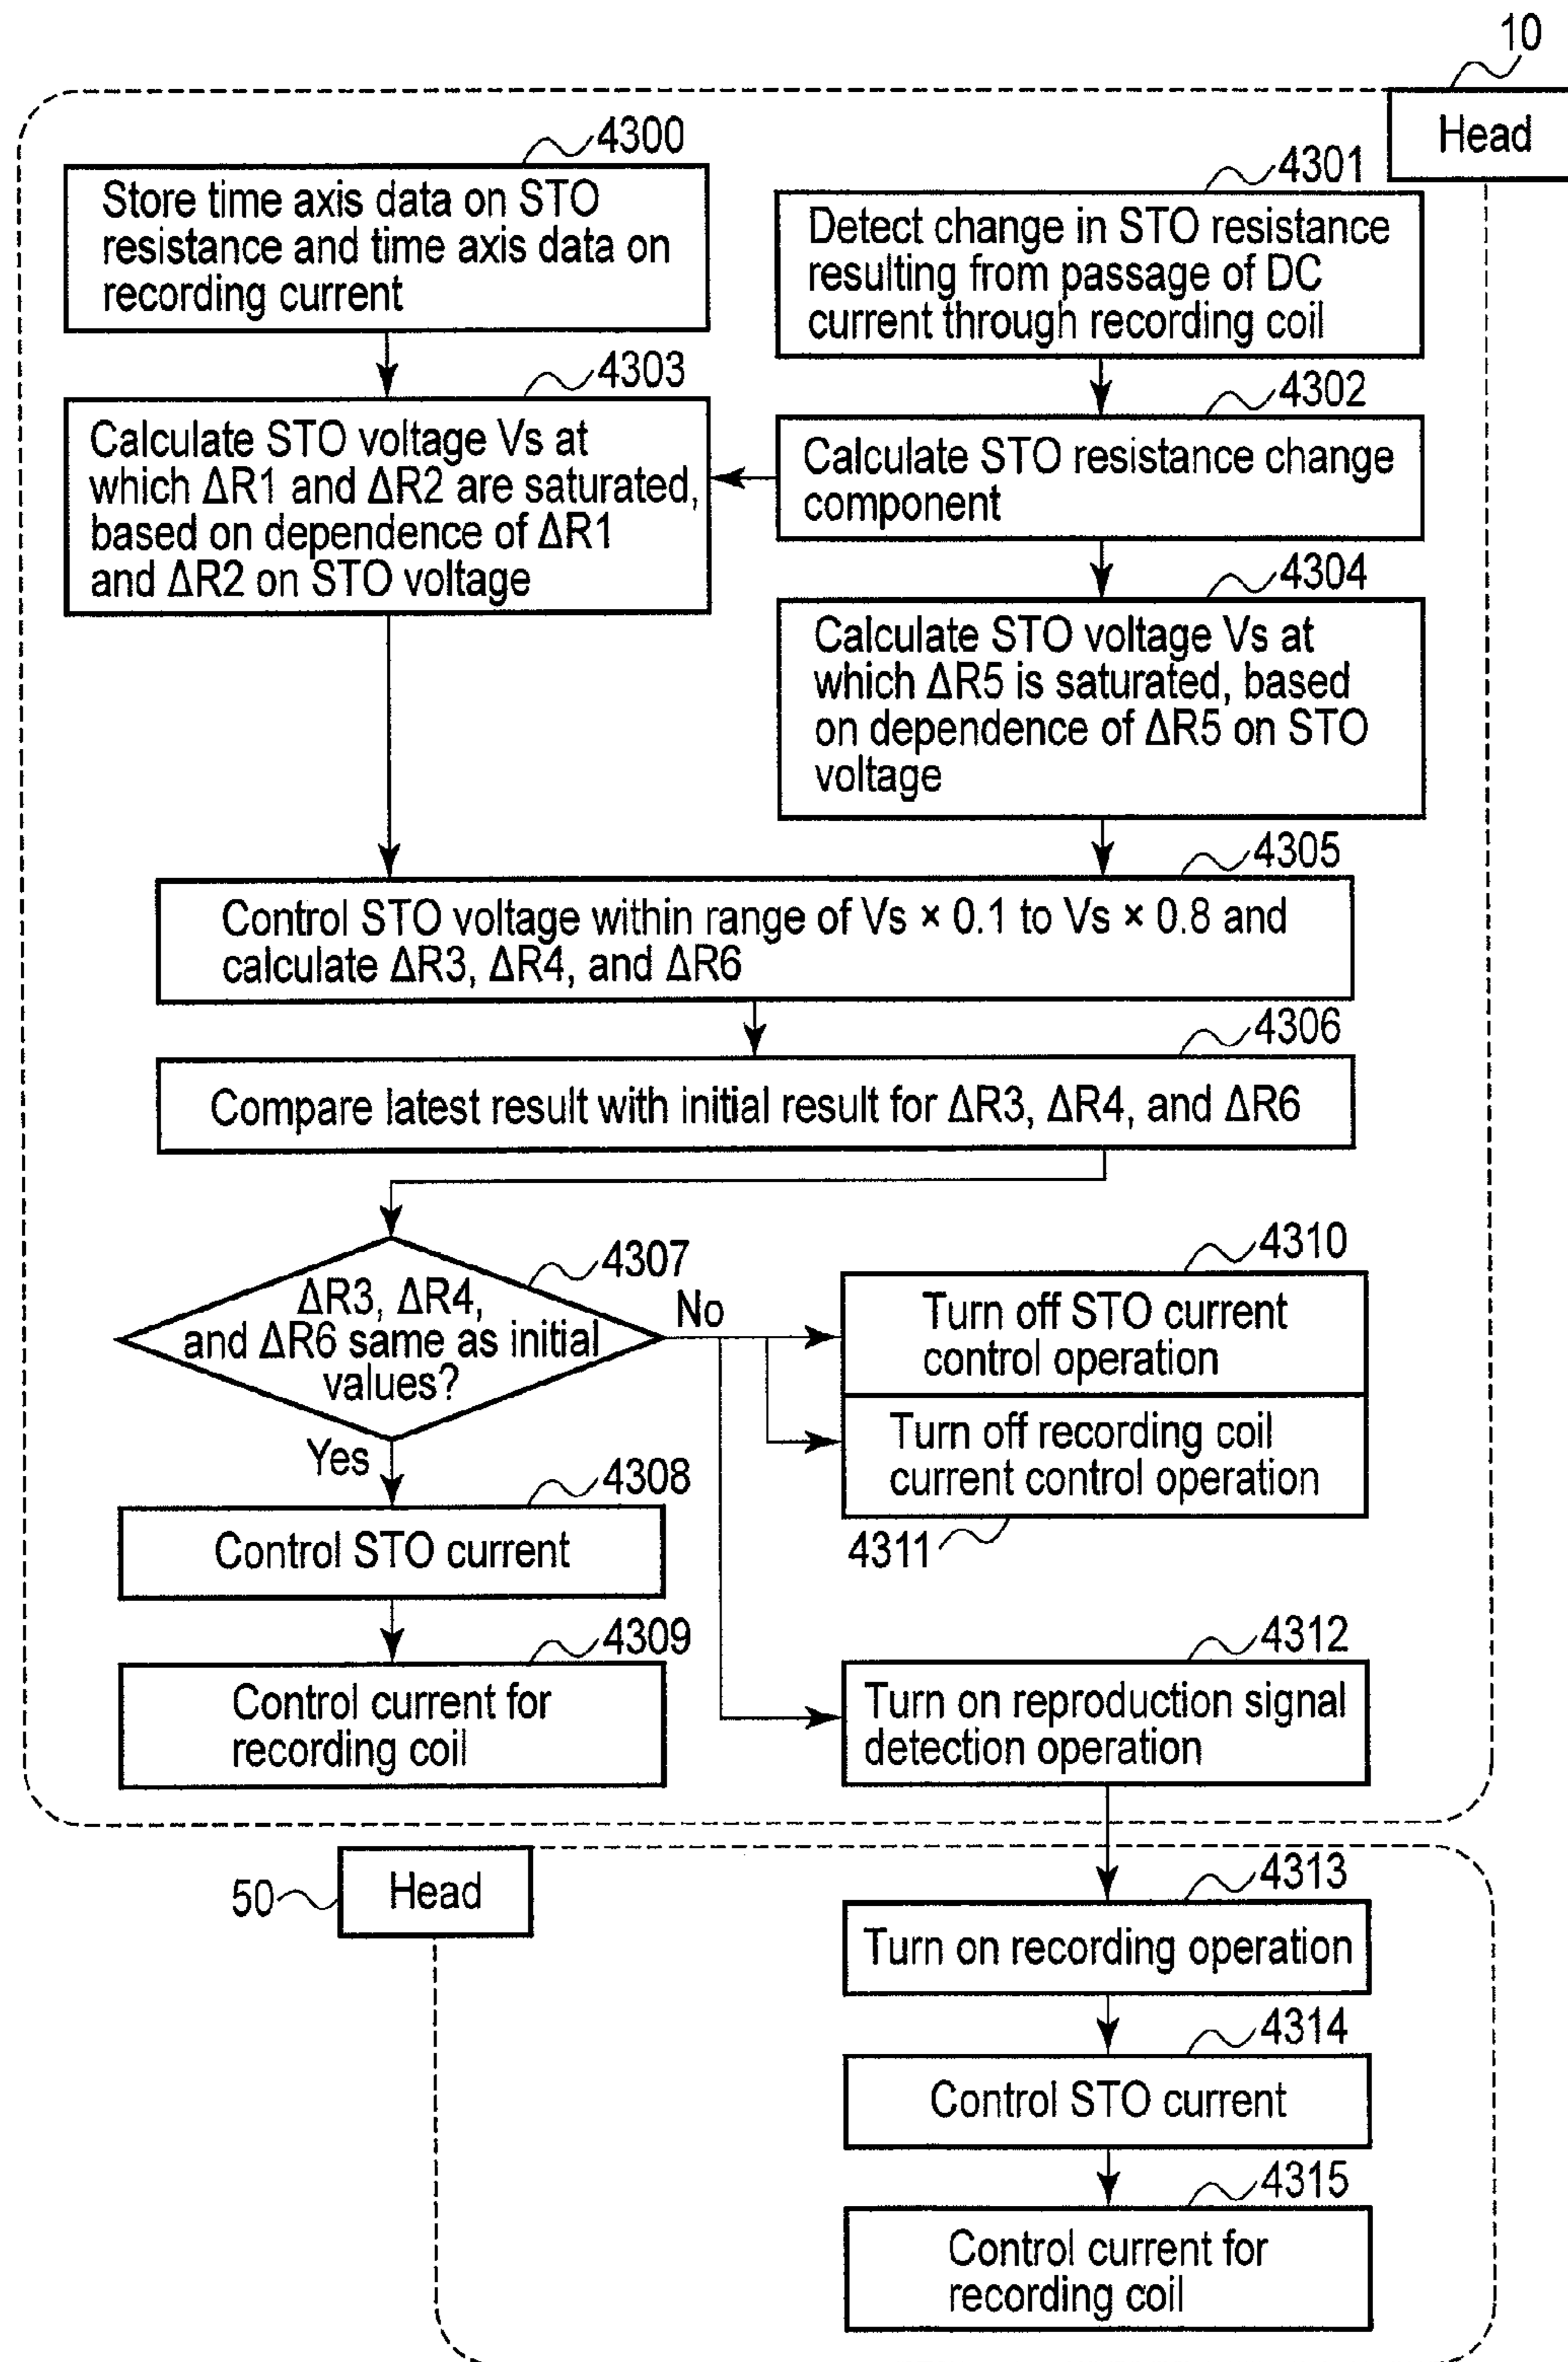 10
Head
4300
Store time axis data on STO
resistance and time axis data on
recording current
4301
Detect change in STO resistance
resulting from passage of DC
current through recording coil
4303
Calculate STO voltage Vs at
which ΔR1 and ΔR2 are saturated,
based on dependence of ΔR1
and ΔR2 on STO voltage
4302
Calculate STO resistance change
component
4304
Calculate STO voltage Vs at
which ΔR5 is saturated, based
on dependence of ΔR5 on STO
voltage
4305
Control STO voltage within range of Vs × 0.1 to Vs × 0.8 and
calculate ΔR3, ΔR4, and ΔR6
4306
Compare latest result with initial result for ΔR3, ΔR4, and ΔR6
4307
ΔR3, ΔR4,
and ΔR6 same as initial
values?
No
Yes
4310
Turn off STO current
control operation
Turn off recording coil
current control operation
4311
4308
Control STO current
4309
Control current for
recording coil
4312
Turn on reproduction signal
detection operation
50
Head
4313
Turn on recording operation
4314
Control STO current
4315
Control current for
recording coil